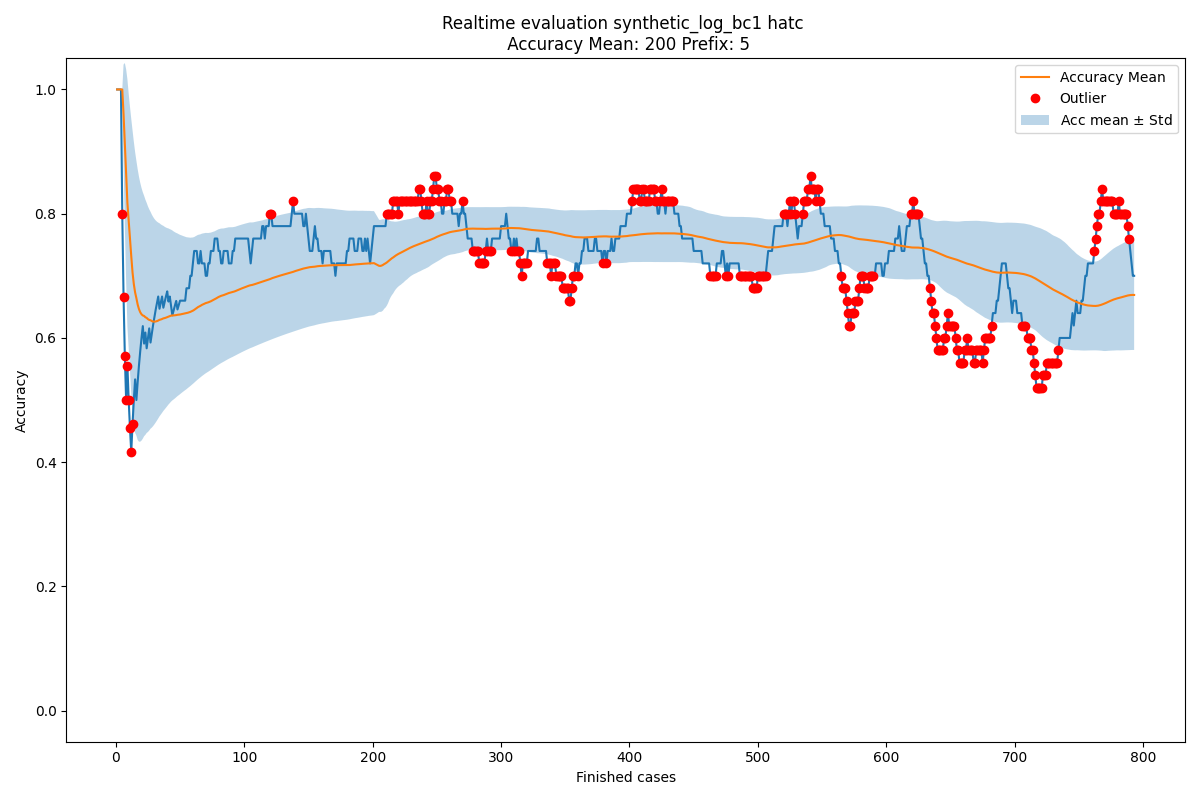 Realtime evaluation synthetic_log_bc1 hatc
Accuracy Mean: 200 Prefix: 5
Accuracy Mean
Outlier
Acc mean ± Std
1.0
0.8
0.6
0.4
0.2
0.0
Accuracy
0 100 200 300 400 500 600 700 800
Finished cases